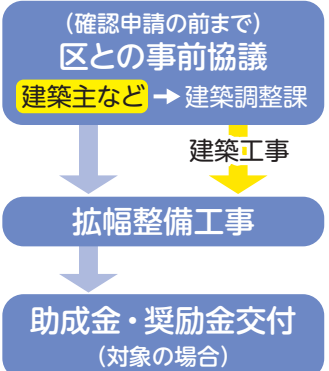 （確認申請の前まで）
区との事前協議
建築主など→建築調整課
建築工事
拡幅整備工事
助成金・奨励金交付
（対象の場合）